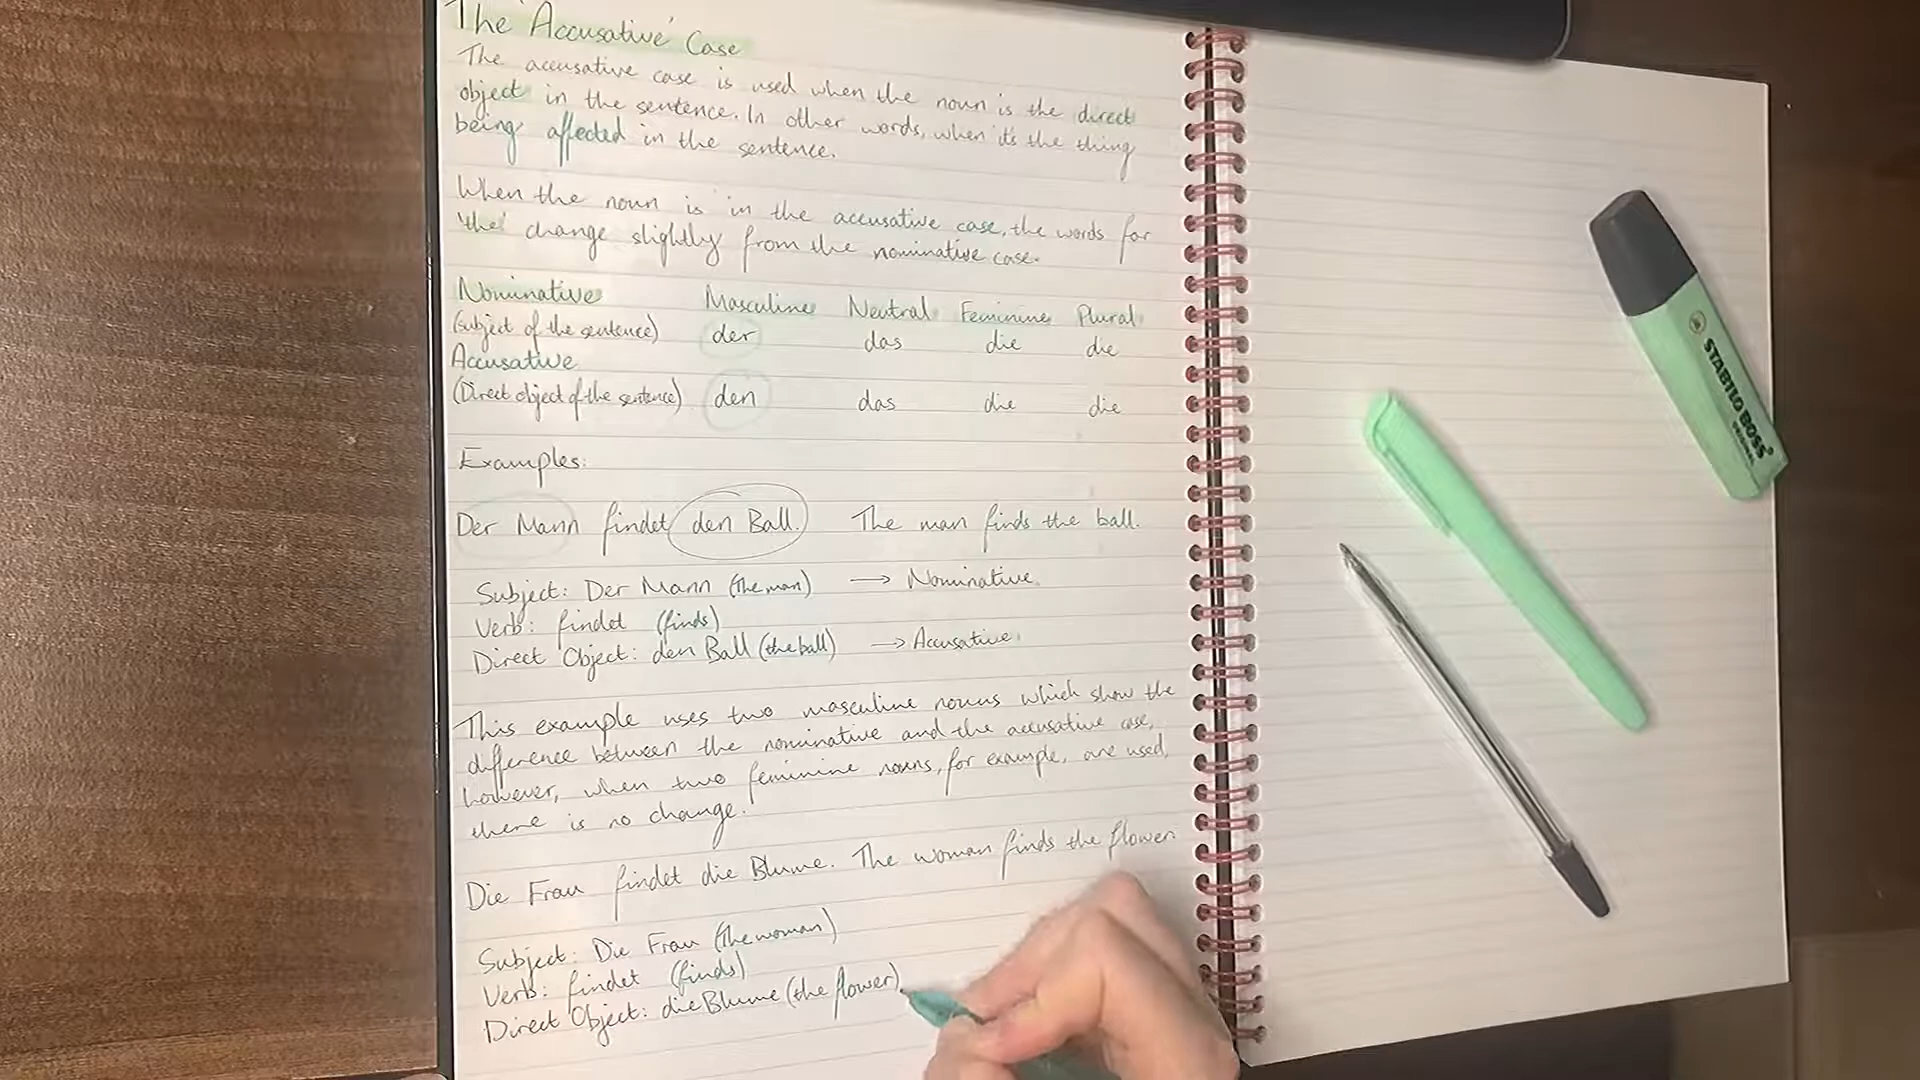 The 'Accusative' Case
The accusative case is used when the noun is the direct
object in the sentence. In other words, when it's the thing
being affected in the sentence.
When the noun is in the accusative case, the words for
'the' change slightly from the nominative case.
Nominative Masculine Neutral Feminine Plural
(subject of the sentence) der das die die
Accusative
(Direct object of the sentence) den das die die
Examples:
Der Mann findet den Ball. The man finds the ball.
Subject: Der Mann (the man) → Nominative.
Verb: findet (finds)
Direct Object: den Ball (the ball) → Accusative.
This example uses two masculine nouns which show the
difference between the nominative and the accusative case,
however, when two feminine nouns, for example, are used,
there is no change.
Die Frau findet die Blume. The woman finds the flower.
Subject: Die Frau (the woman)
Verb: findet (finds)
Direct Object: die Blume (the flower)
STABILO BOSS
ORIGINAL